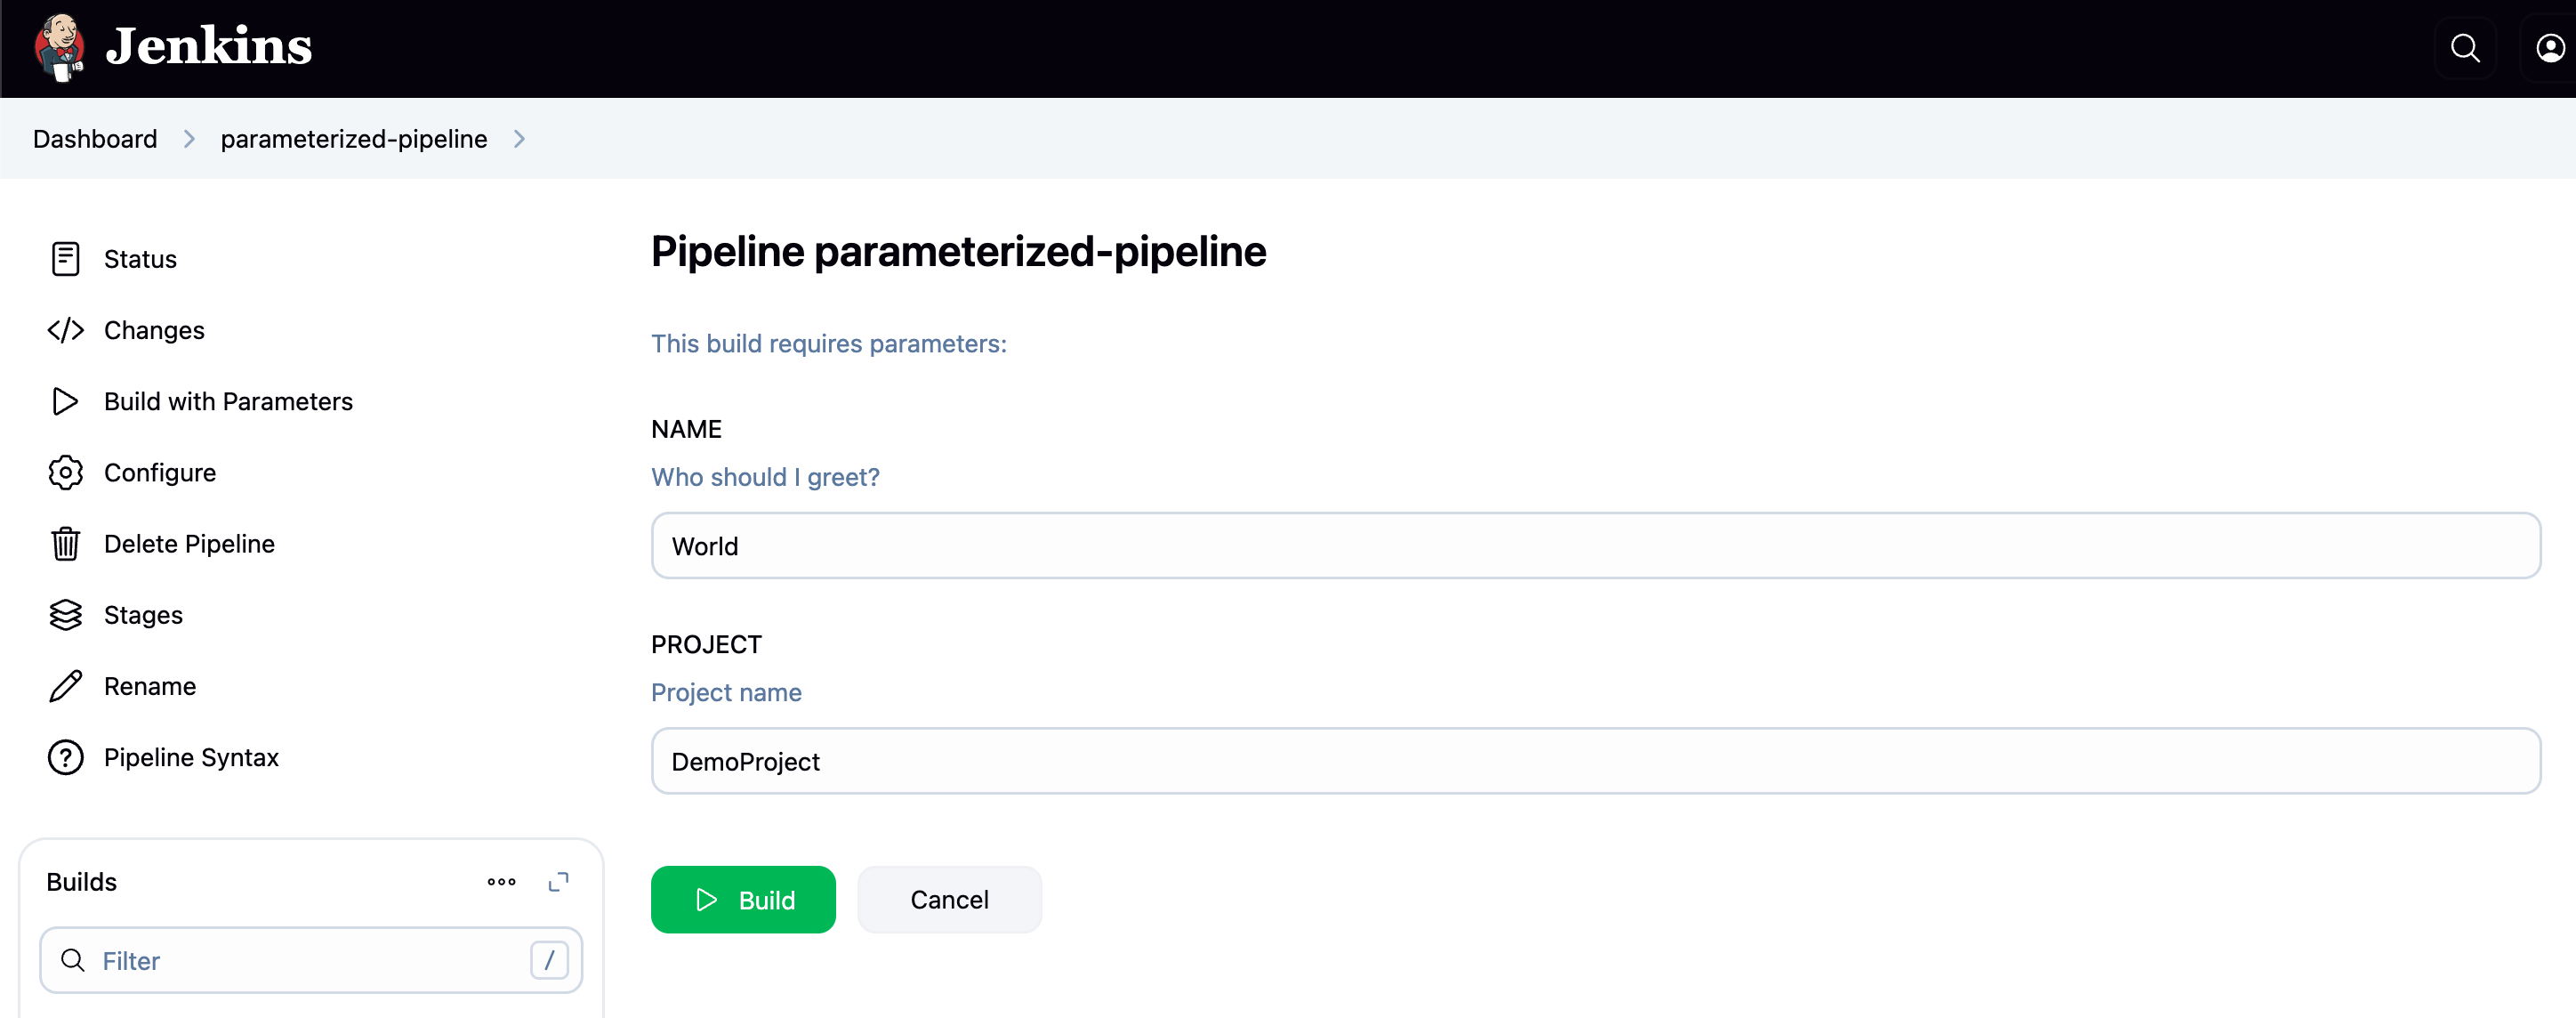 Jenkins
Dashboard
parameterized-pipeline
Status
Changes
Build with Parameters
Configure
Delete Pipeline
Stages
Rename
Pipeline Syntax
Builds
Filter
/
Pipeline parameterized-pipeline
This build requires parameters:
NAME
Who should I greet?
World
PROJECT
Project name
DemoProject
Build
Cancel